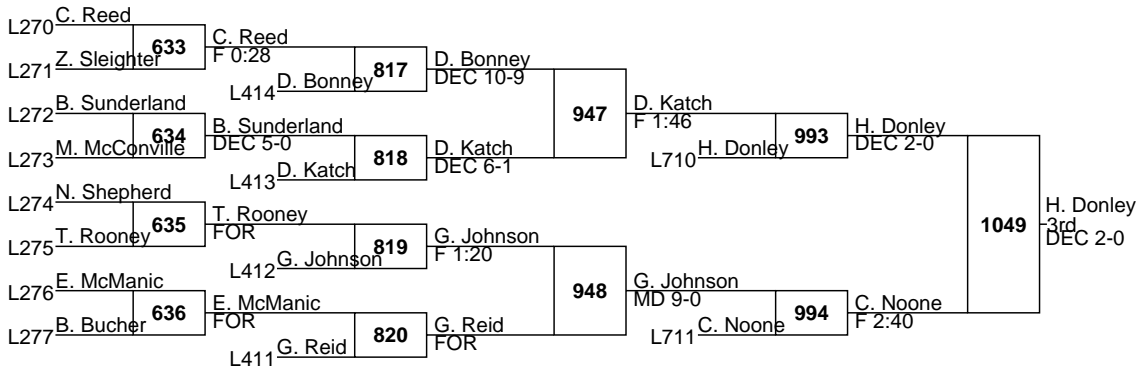 L270 C. Reed
633
L271 Z. Sleighter
C. Reed
F 0:28
817
L414 D. Bonney
D. Bonney
DEC 10-9
L272 B. Sunderland
634
L273 M. McConville
B. Sunderland
DEC 5-0
818
L413 D. Katch
D. Katch
DEC 6-1
947
D. Katch
F 1:46
993
L710 H. Donley
H. Donley
DEC 2-0
L274 N. Shepherd
635
L275 T. Rooney
T. Rooney
FOR
819
L412 G. Johnson
G. Johnson
F 1:20
L276 E. McManic
636
L277 B. Bucher
E. McManic
FOR
820
L411 G. Reid
G. Reid
FOR
948
G. Johnson
MD 9-0
994
L711 C. Noone
C. Noone
F 2:40
1049
H. Donley
3rd
DEC 2-0